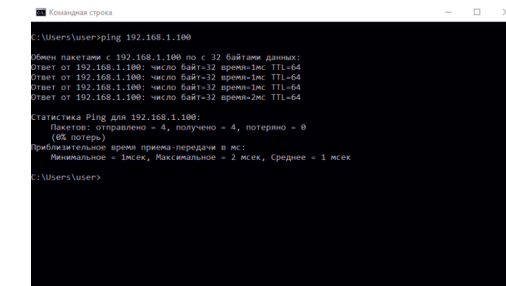 Командная строка
C:\Users\user>ping 192.168.1.100
Обмен пакетами с 192.168.1.100 по с 32 байтами данных:
Ответ от 192.168.1.100: число байт=32 время=1мс TTL=64
Ответ от 192.168.1.100: число байт=32 время=1мс TTL=64
Ответ от 192.168.1.100: число байт=32 время=1мс TTL=64
Ответ от 192.168.1.100: число байт=32 время=2мс TTL=64
Статистика Ping для 192.168.1.100:
Пакетов: отправлено = 4, получено = 4, потеряно = 0
(0% потерь)
Приблизительное время приема-передачи в мс:
Минимальное = 1мсек, Максимальное = 2 мсек, Среднее = 1 мсек
C:\Users\user>